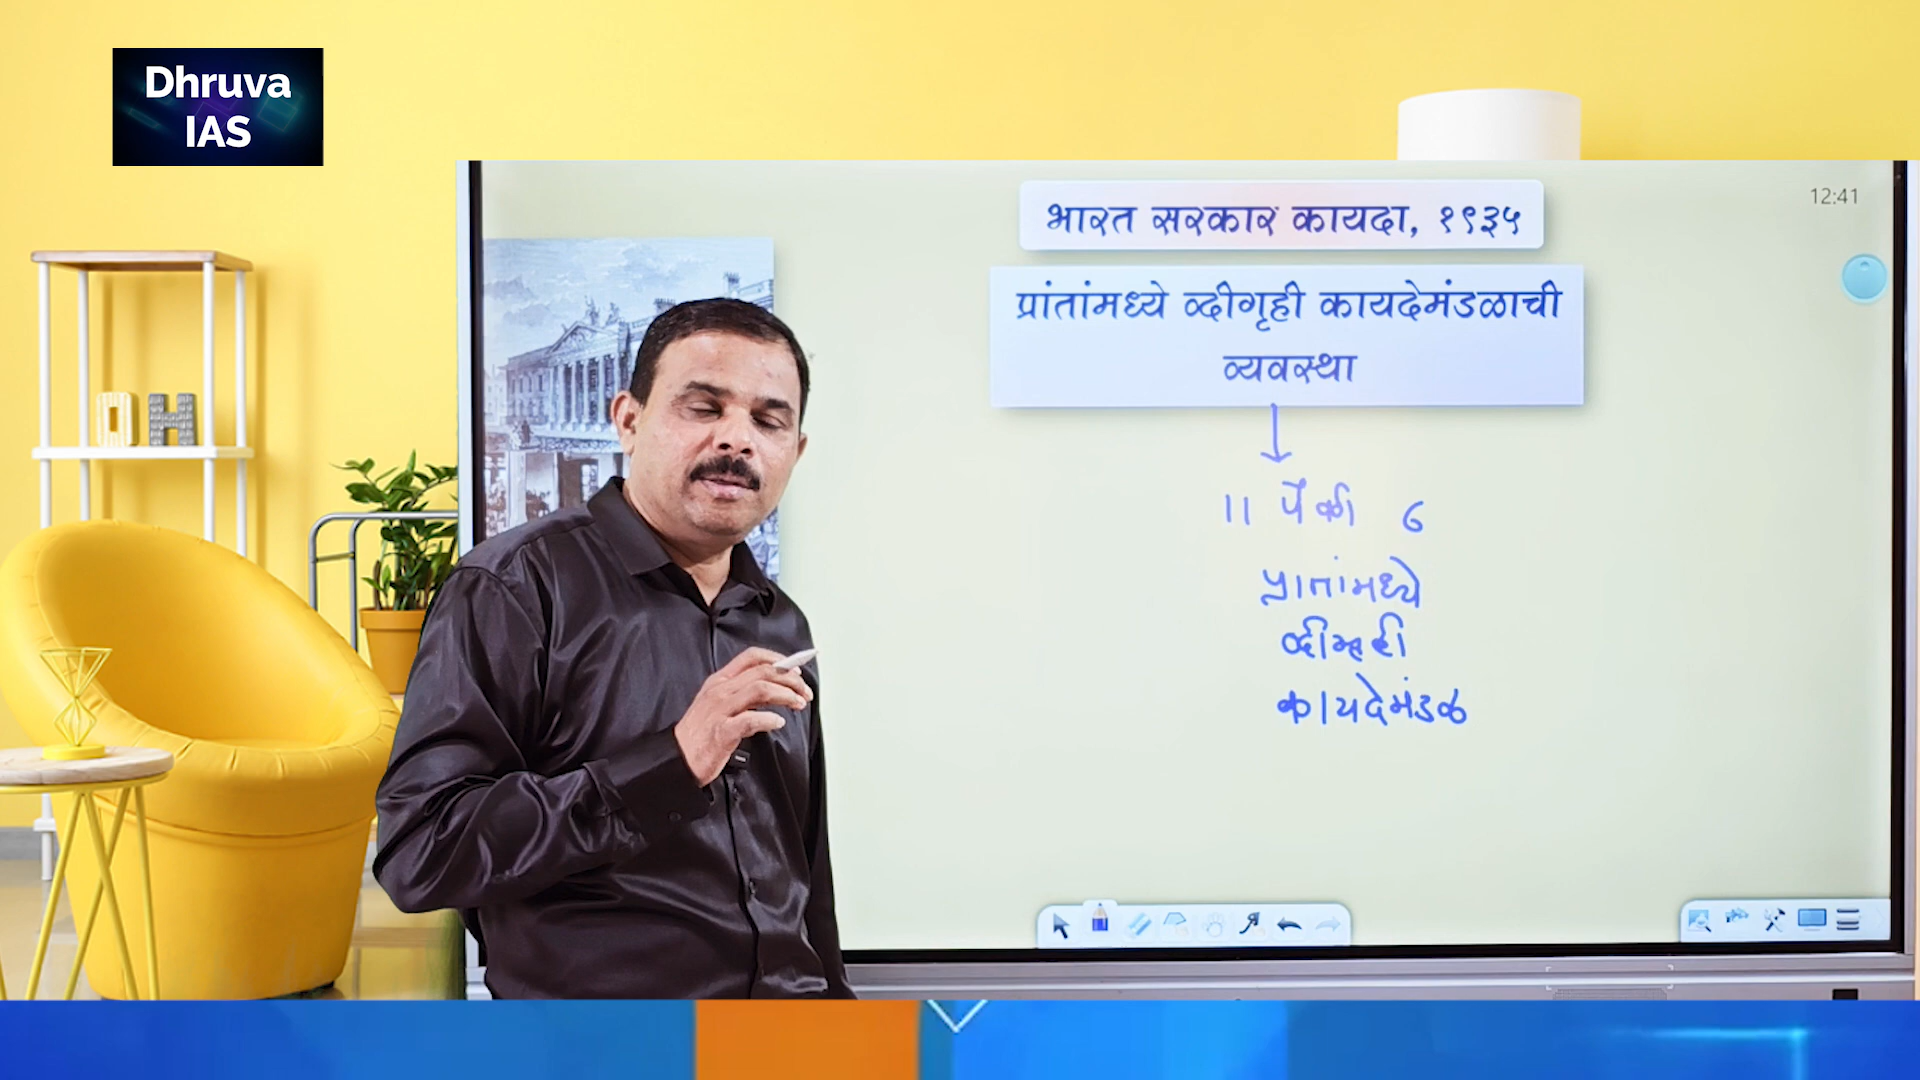 Dhruva
IAS
12:41
भारत सरकार कायदा, १९३५
प्रांतांमध्ये व्दीगृही कायदेमंडळाची
व्यवस्था
11 पैकी 6
प्रातांमध्ये
व्दीगृही
कायदेमंडळ